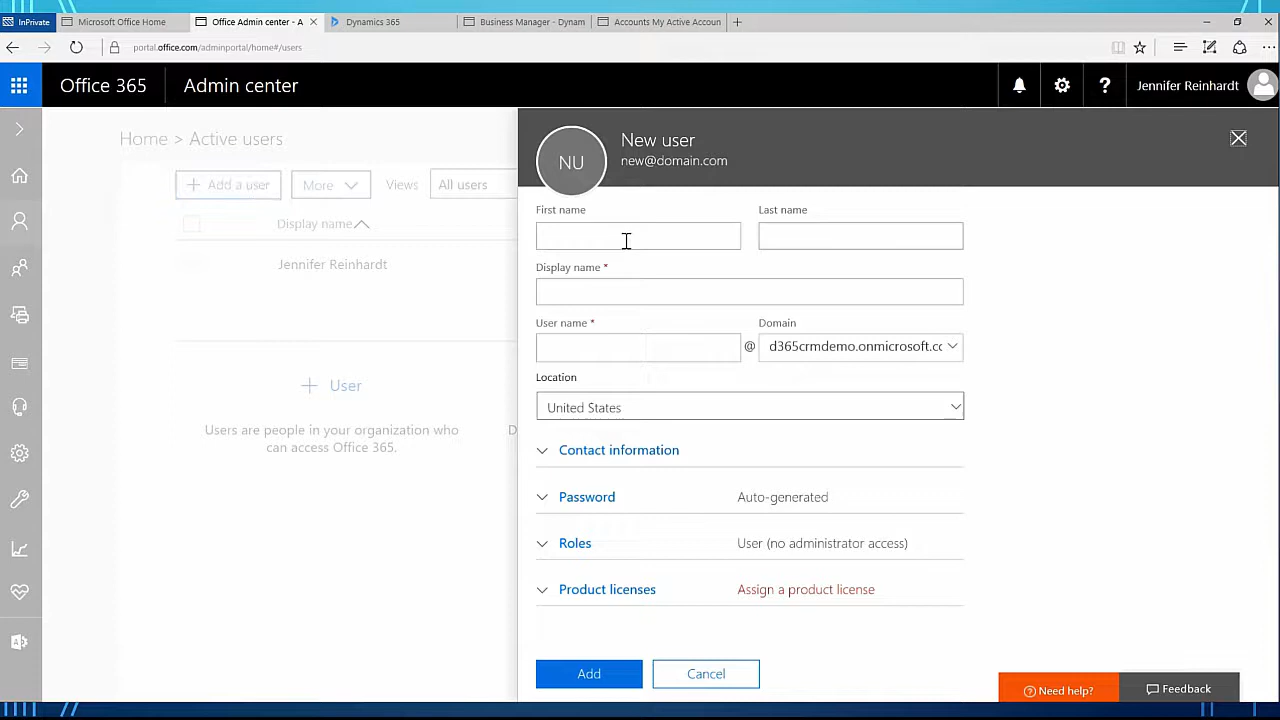 InPrivate
Microsoft Office Home
Office Admin center - A
Dynamics 365
Business Manager - Dynam
Accounts My Active Accoun
portal.office.com/adminportal/home#/users
Office 365
Admin center
Jennifer Reinhardt
Home > Active users
+ Add a user
More
Views
All users
Display name
Jennifer Reinhardt
+ User
Users are people in your organization who
can access Office 365.
D
NU
New user
new@domain.com
First name
Last name
Display name *
User name *
Domain
@
d365crmdemo.onmicrosoft.cc
Location
United States
Contact information
Password
Auto-generated
Roles
User (no administrator access)
Product licenses
Assign a product license
Add
Cancel
Need help?
Feedback